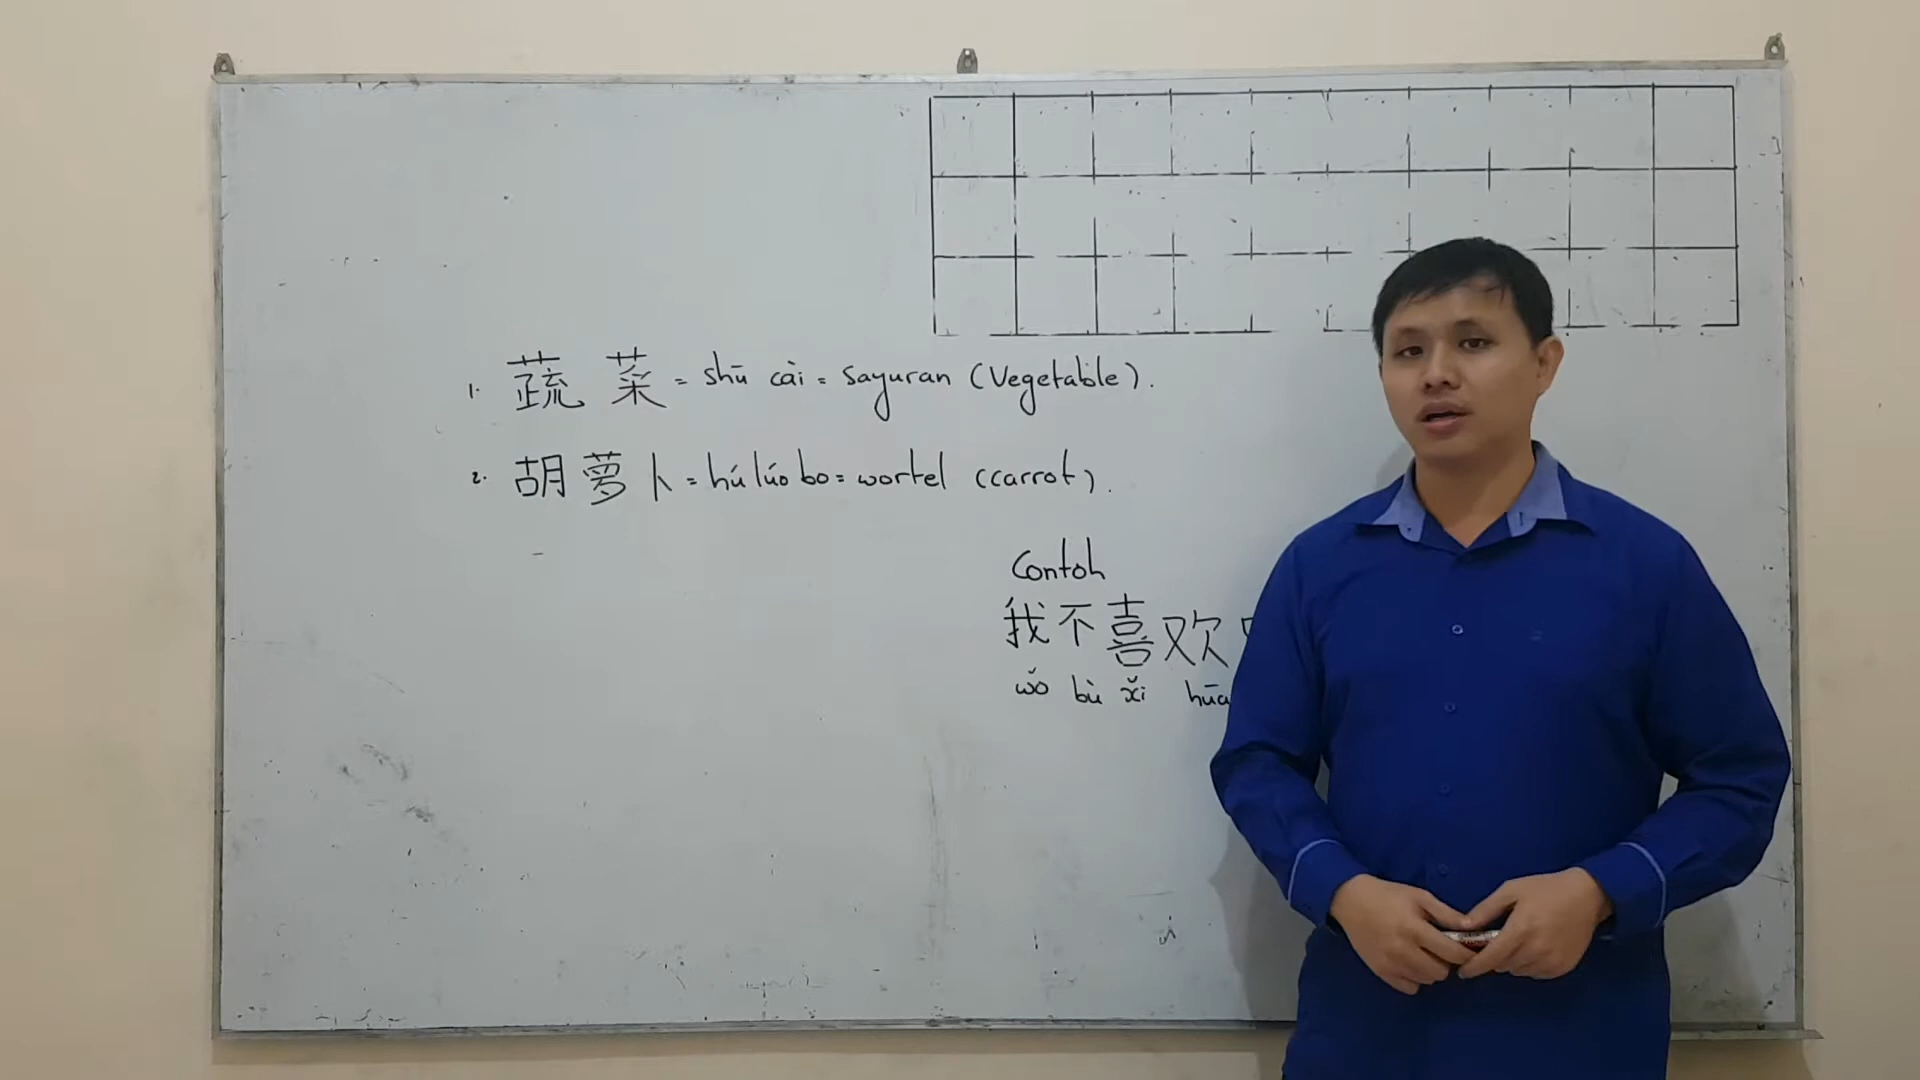 1. 蔬菜 = shū cài = sayuran (Vegetable).
2. 胡萝卜 = hú lúo bo = wortel (carrot).
Contoh
我不喜欢
wǒ bù xǐ